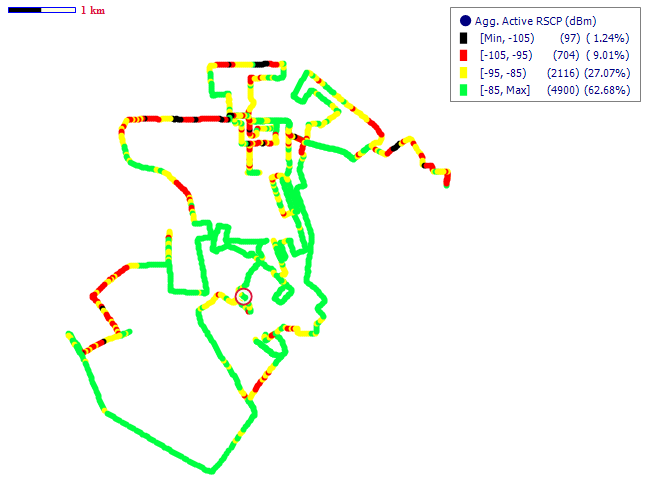 1 km
Agg. Active RSCP (dBm)
[Min, -105) (97) ( 1.24%)
[-105, -95) (704) ( 9.01%)
[-95, -85) (2116) (27.07%)
[-85, Max] (4900) (62.68%)